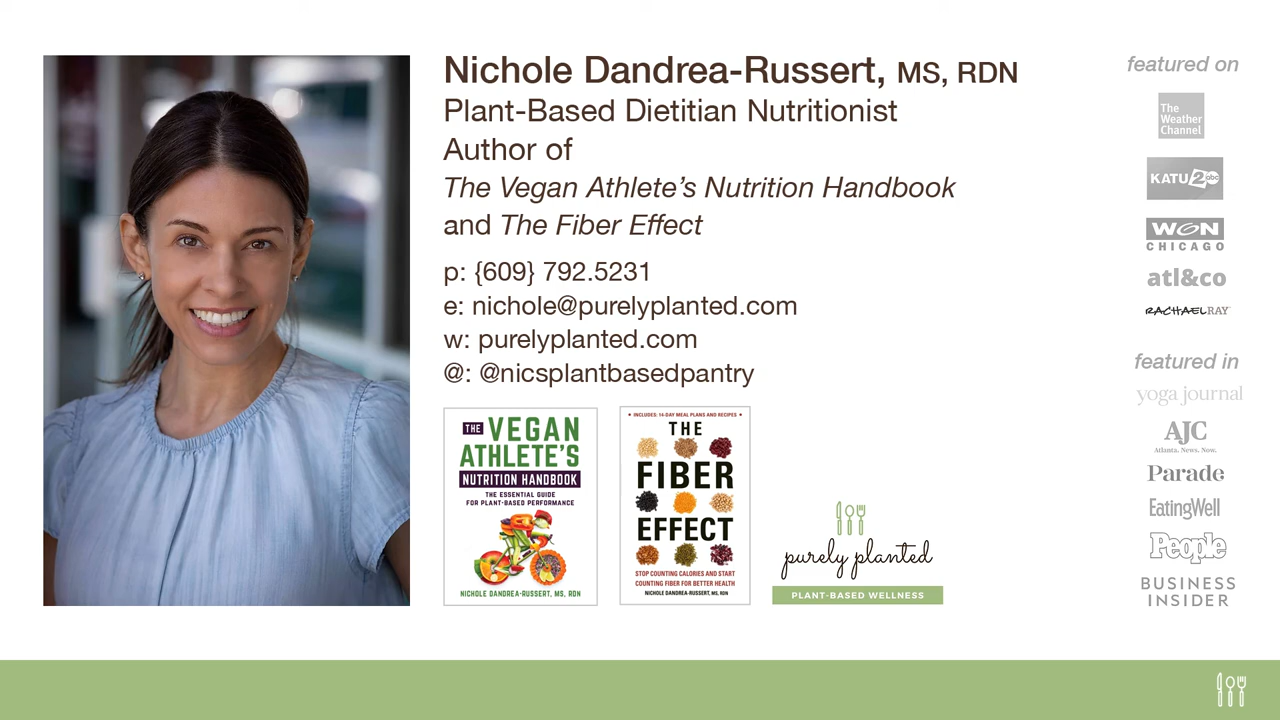 Nichole Dandrea-Russert, MS, RDN
Plant-Based Dietitian Nutritionist
Author of
The Vegan Athlete’s Nutrition Handbook
and The Fiber Effect
p: {609} 792.5231
e: nichole@purelyplanted.com
w: purelyplanted.com
@: @nicsplantbasedpantry
THE VEGAN
ATHLETE'S
NUTRITION HANDBOOK
THE ESSENTIAL GUIDE
FOR PLANT-BASED PERFORMANCE
NICHOLE DANDREA-RUSSERT, MS, RDN
• INCLUDES: 14-DAY MEAL PLANS AND RECIPES •
THE
FIBER
EFFECT
STOP COUNTING CALORIES AND START
COUNTING FIBER FOR BETTER HEALTH
NICHOLE DANDREA-RUSSERT, MS, RDN
purely planted
PLANT-BASED WELLNESS
featured on
The
Weather
Channel
KATU 2 abc
WGN
CHICAGO
atl&co
RACHAEL RAY
featured in
yoga journal
AJC
Atlanta. News. Now.
Parade
EatingWell
People
BUSINESS
INSIDER